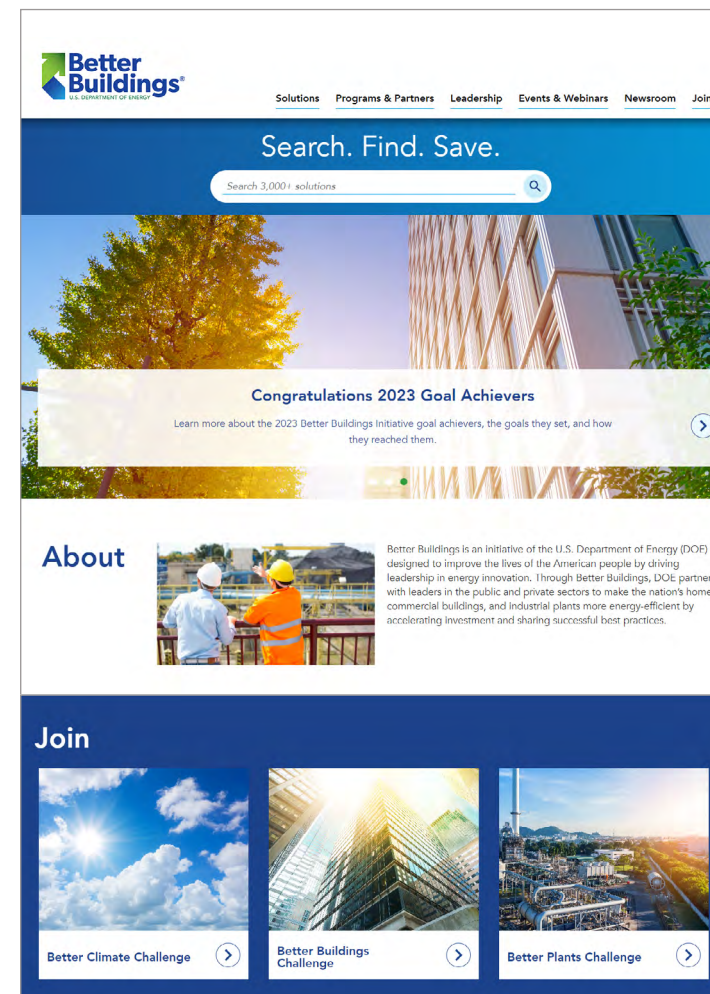 Better
Buildings®
U.S. DEPARTMENT OF ENERGY
Solutions Programs & Partners Leadership Events & Webinars Newsroom Join
Search. Find. Save.
Search 3,000+ solutions
Congratulations 2023 Goal Achievers
Learn more about the 2023 Better Buildings Initiative goal achievers, the goals they set, and how
they reached them.
About
Better Buildings is an initiative of the U.S. Department of Energy (DOE)
designed to improve the lives of the American people by driving
leadership in energy innovation. Through Better Buildings, DOE partner
with leaders in the public and private sectors to make the nation's home
commercial buildings, and industrial plants more energy-efficient by
accelerating investment and sharing successful best practices.
Join
Better Climate Challenge
Better Buildings
Challenge
Better Plants Challenge